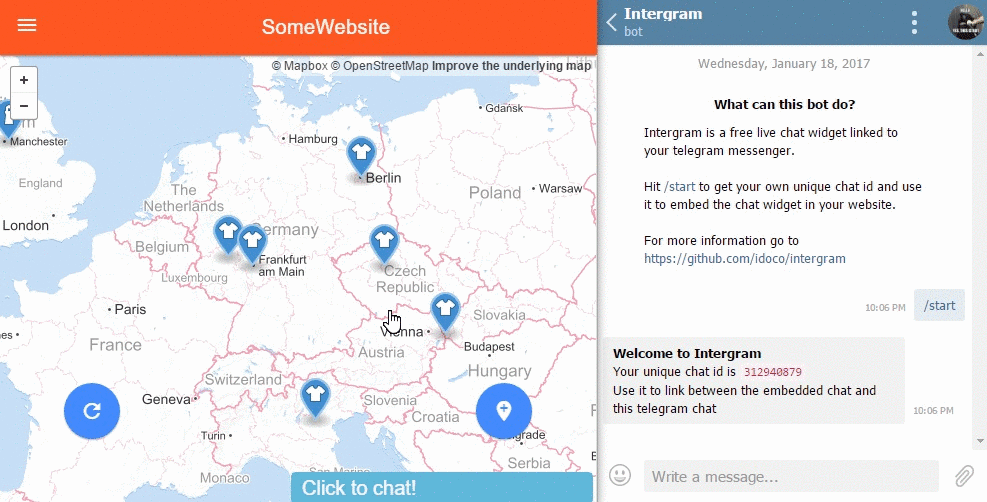 SomeWebsite
© Mapbox © OpenStreetMap Improve the underlying map
+
−
Gdańsk
Hamburg
Manchester
Berlin
England
The
Netherlands
Poland
Warsaw
London
Belgium
Germany
Frankfurt
am Main
Luxembourg
Czech
Republic
Paris
Slovakia
Vienna
France
Austria
Budapest
Hungary
Switzerland
Geneva
Slovenia
Croatia
Turin
Serbia
Monaco
San Marino
Click to chat!
Intergram
bot
Wednesday, January 18, 2017
What can this bot do?
Intergram is a free live chat widget linked to
your telegram messenger.
Hit /start to get your own unique chat id and use
it to embed the chat widget in your website.
For more information go to
https://github.com/idoco/intergram
10:06 PM
/start
Welcome to Intergram
Your unique chat id is 312940879
Use it to link between the embedded chat and
this telegram chat
10:06 PM
Write a message...